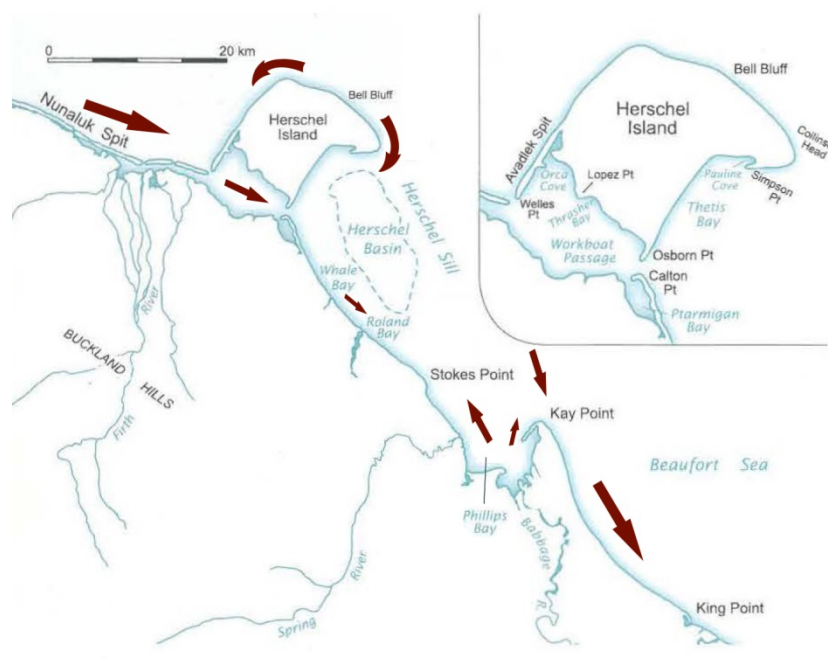 0
20 km
Nunaluk Spit
Bell Bluff
Herschel
Island
Herschel
Basin
Herschel Sill
Whale
Bay
Roland
Bay
River
BUCKLAND
HILLS
Firth
Stokes Point
Kay Point
Beaufort Sea
Phillips
Bay
Babbage
R.
River
Spring
King Point
Bell Bluff
Herschel
Island
Collinson
Head
Avadlek Spit
Orca
Cove
Lopez Pt
Pauline
Cove
Simpson
Pt
Welles
Pt
Thrasher
Bay
Thetis
Bay
Workboat
Passage
Osborn Pt
Calton
Pt
Ptarmigan
Bay